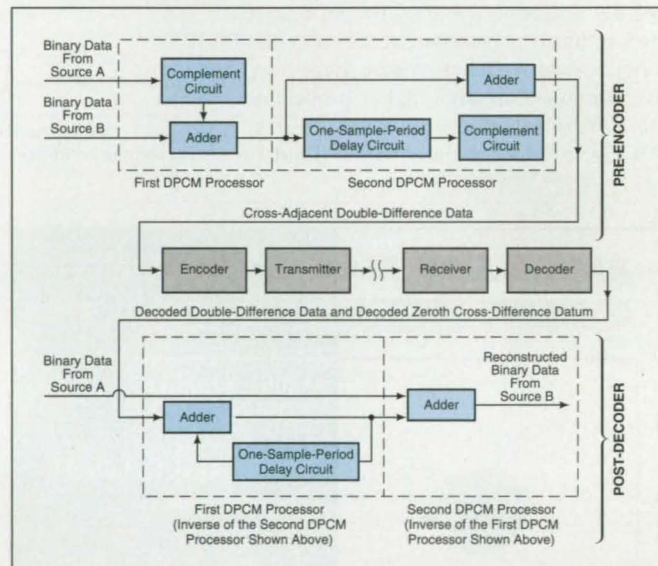 Binary Data
From
Source A
Complement
Circuit
Binary Data
From
Source B
Adder
Adder
One-Sample-Period
Delay Circuit
Complement
Circuit
First DPCM Processor
Second DPCM Processor
PRE-ENCODER
Cross-Adjacent Double-Difference Data
Encoder
Transmitter
Receiver
Decoder
Decoded Double-Difference Data and Decoded Zeroth Cross-Difference Datum
Binary Data
From
Source A
Adder
One-Sample-Period
Delay Circuit
Adder
Reconstructed
Binary Data
From
Source B
First DPCM Processor
(Inverse of the Second DPCM
Processor Shown Above)
Second DPCM Processor
(Inverse of the First DPCM
Processor Shown Above)
POST-DECODER